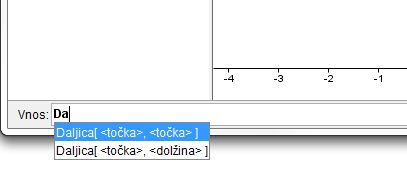 -4 -3 -2 -1
Vnos: Da
Daljica[ <točka>, <točka> ]
Daljica[ <točka>, <dolžina> ]